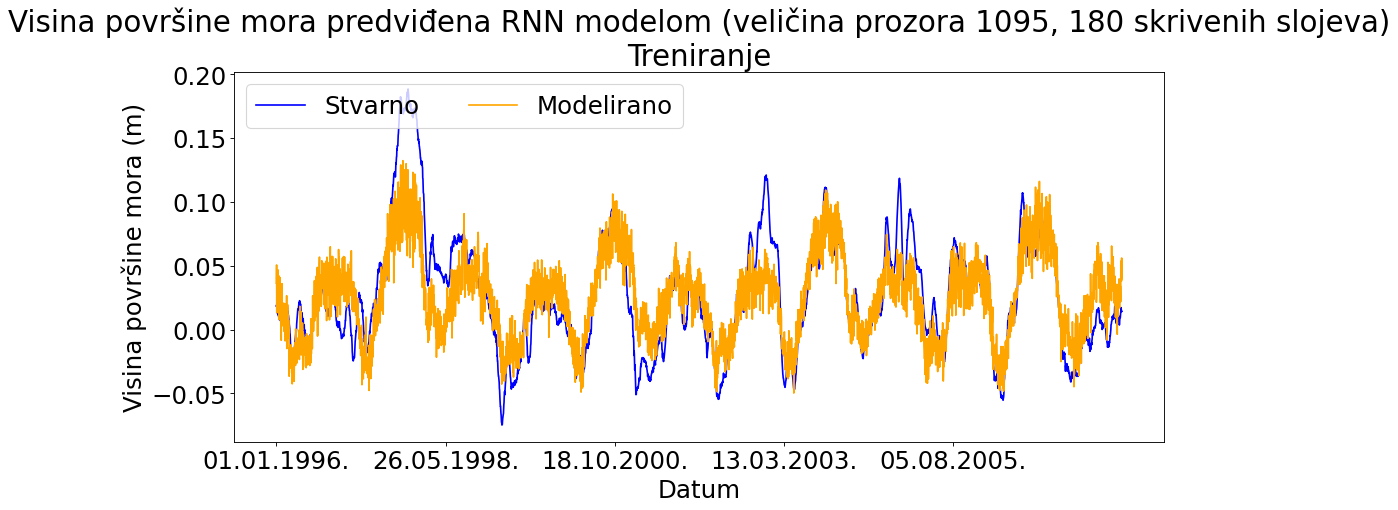 Visina površine mora predviđena RNN modelom (veličina prozora 1095, 180 skrivenih slojeva)
Treniranje
Stvarno
Modelirano
Visina površine mora (m)
0.20
0.15
0.10
0.05
0.00
−0.05
01.01.1996.
26.05.1998.
18.10.2000.
13.03.2003.
05.08.2005.
Datum